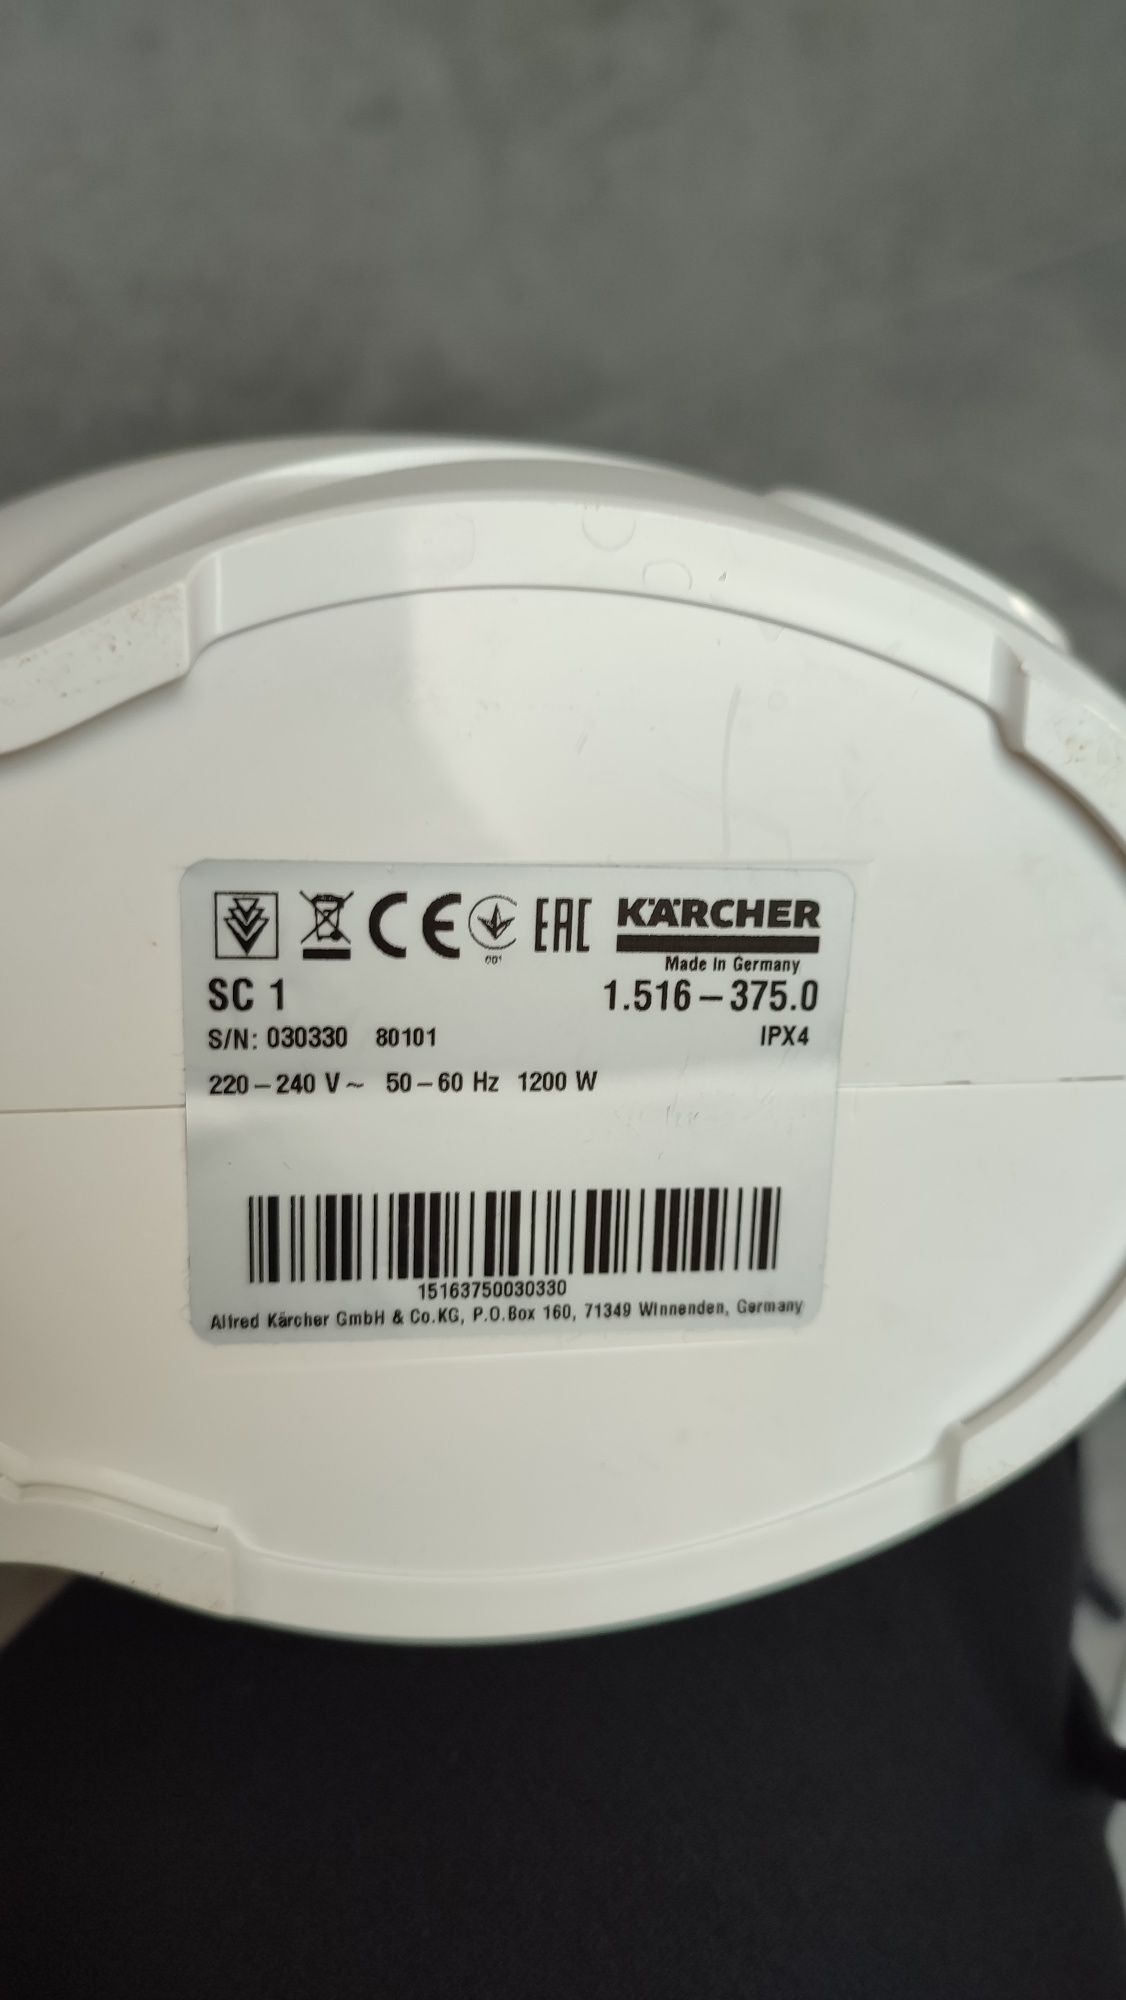 EAC KÄRCHER
Made in Germany
SC 1 1.516-375.0
S/N: 030330 80101 IPX4
220-240 V~ 50-60 Hz 1200 W
15163750030330
Alfred Kärcher GmbH & Co.KG, P.O.Box 160, 71349 Winnenden, Germany